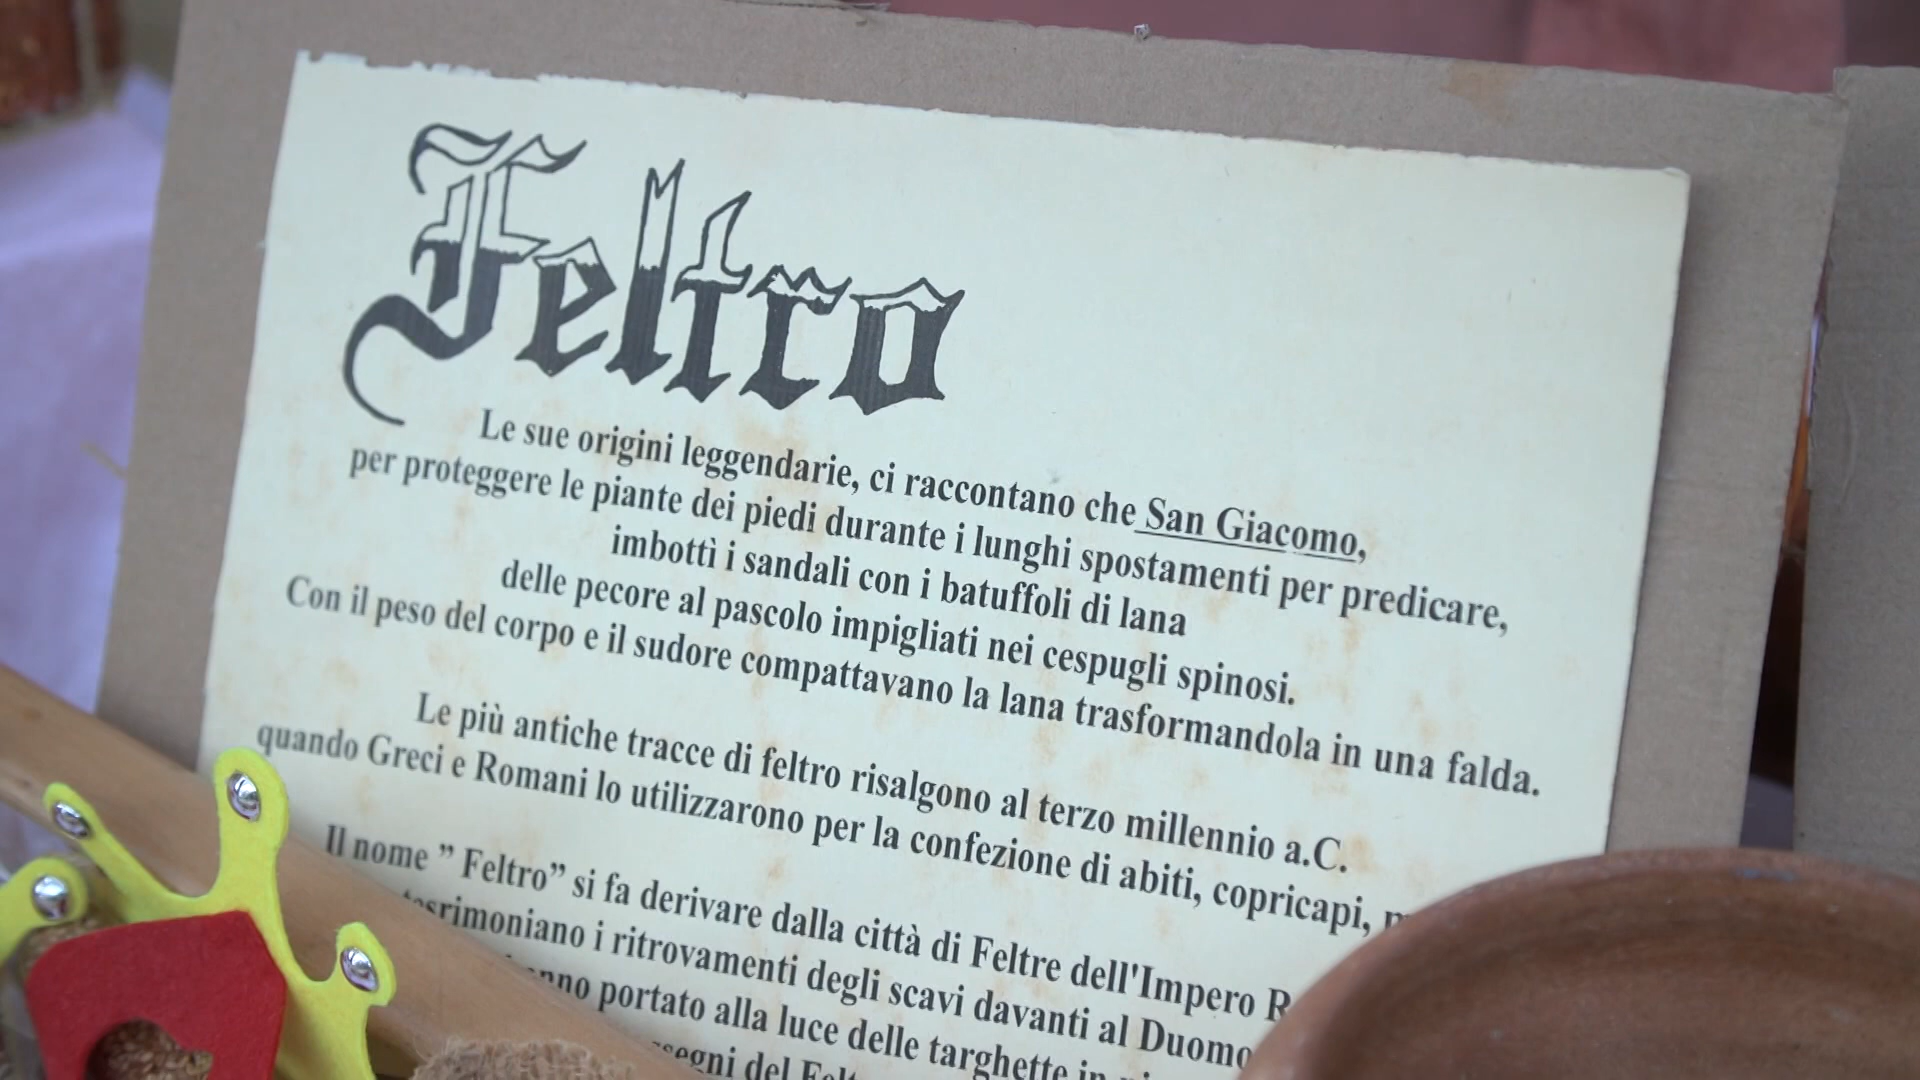 Feltro
Le sue origini leggendarie, ci raccontano che San Giacomo,
per proteggere le piante dei piedi durante i lunghi spostamenti per predicare,
imbottì i sandali con i batuffoli di lana
delle pecore al pascolo impigliati nei cespugli spinosi.
Con il peso del corpo e il sudore compattavano la lana trasformandola in una falda.
Le più antiche tracce di feltro risalgono al terzo millennio a.C.
quando Greci e Romani lo utilizzarono per la confezione di abiti, copricapi,
Il nome ” Feltro” si fa derivare dalla città di Feltre dell'Impero
i ritrovamenti degli scavi davanti al Duomo
portato alla luce delle targhette in
del